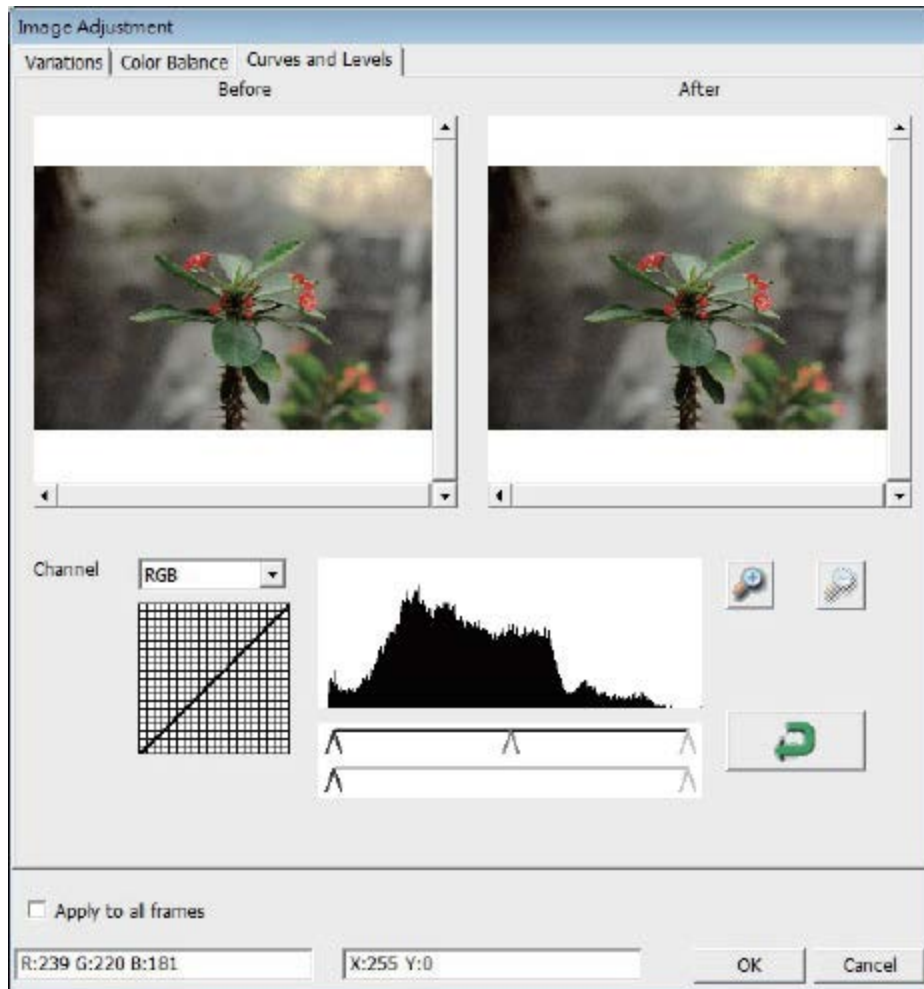 Image Adjustment
Variations
Color Balance
Curves and Levels
Before
After
Channel
RGB
Apply to all frames
R:239 G:220 B:181
X:255 Y:0
OK
Cancel